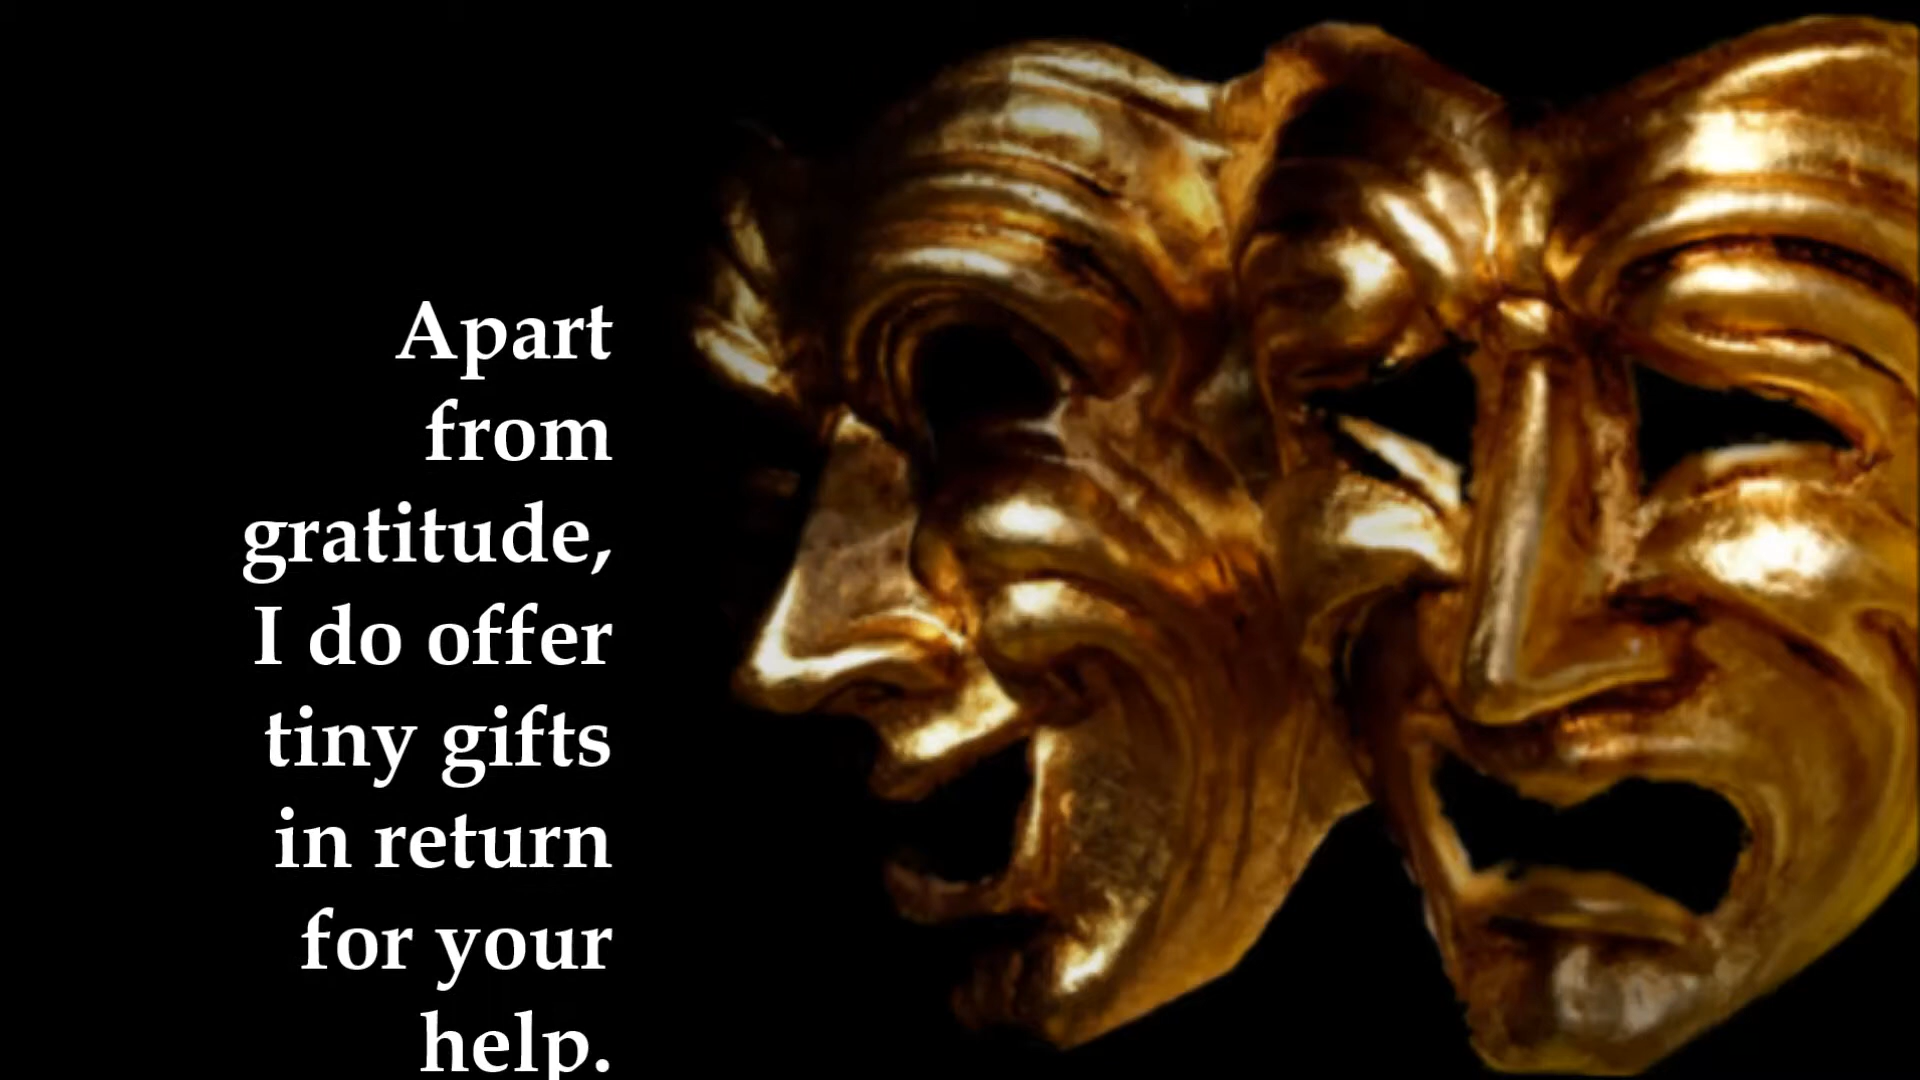 Apart
from
gratitude,
I do offer
tiny gifts
in return
for your
help.